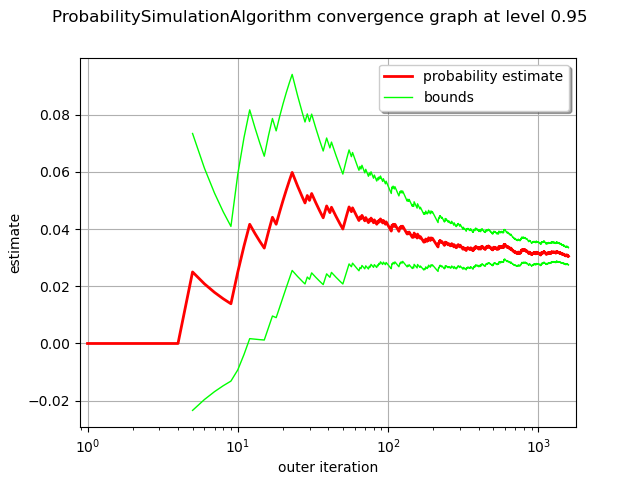 ProbabilitySimulationAlgorithm convergence graph at level 0.95
probability estimate
bounds
estimate
0.08
0.06
0.04
0.02
0.00
−0.02
10⁰
10¹
10²
10³
outer iteration